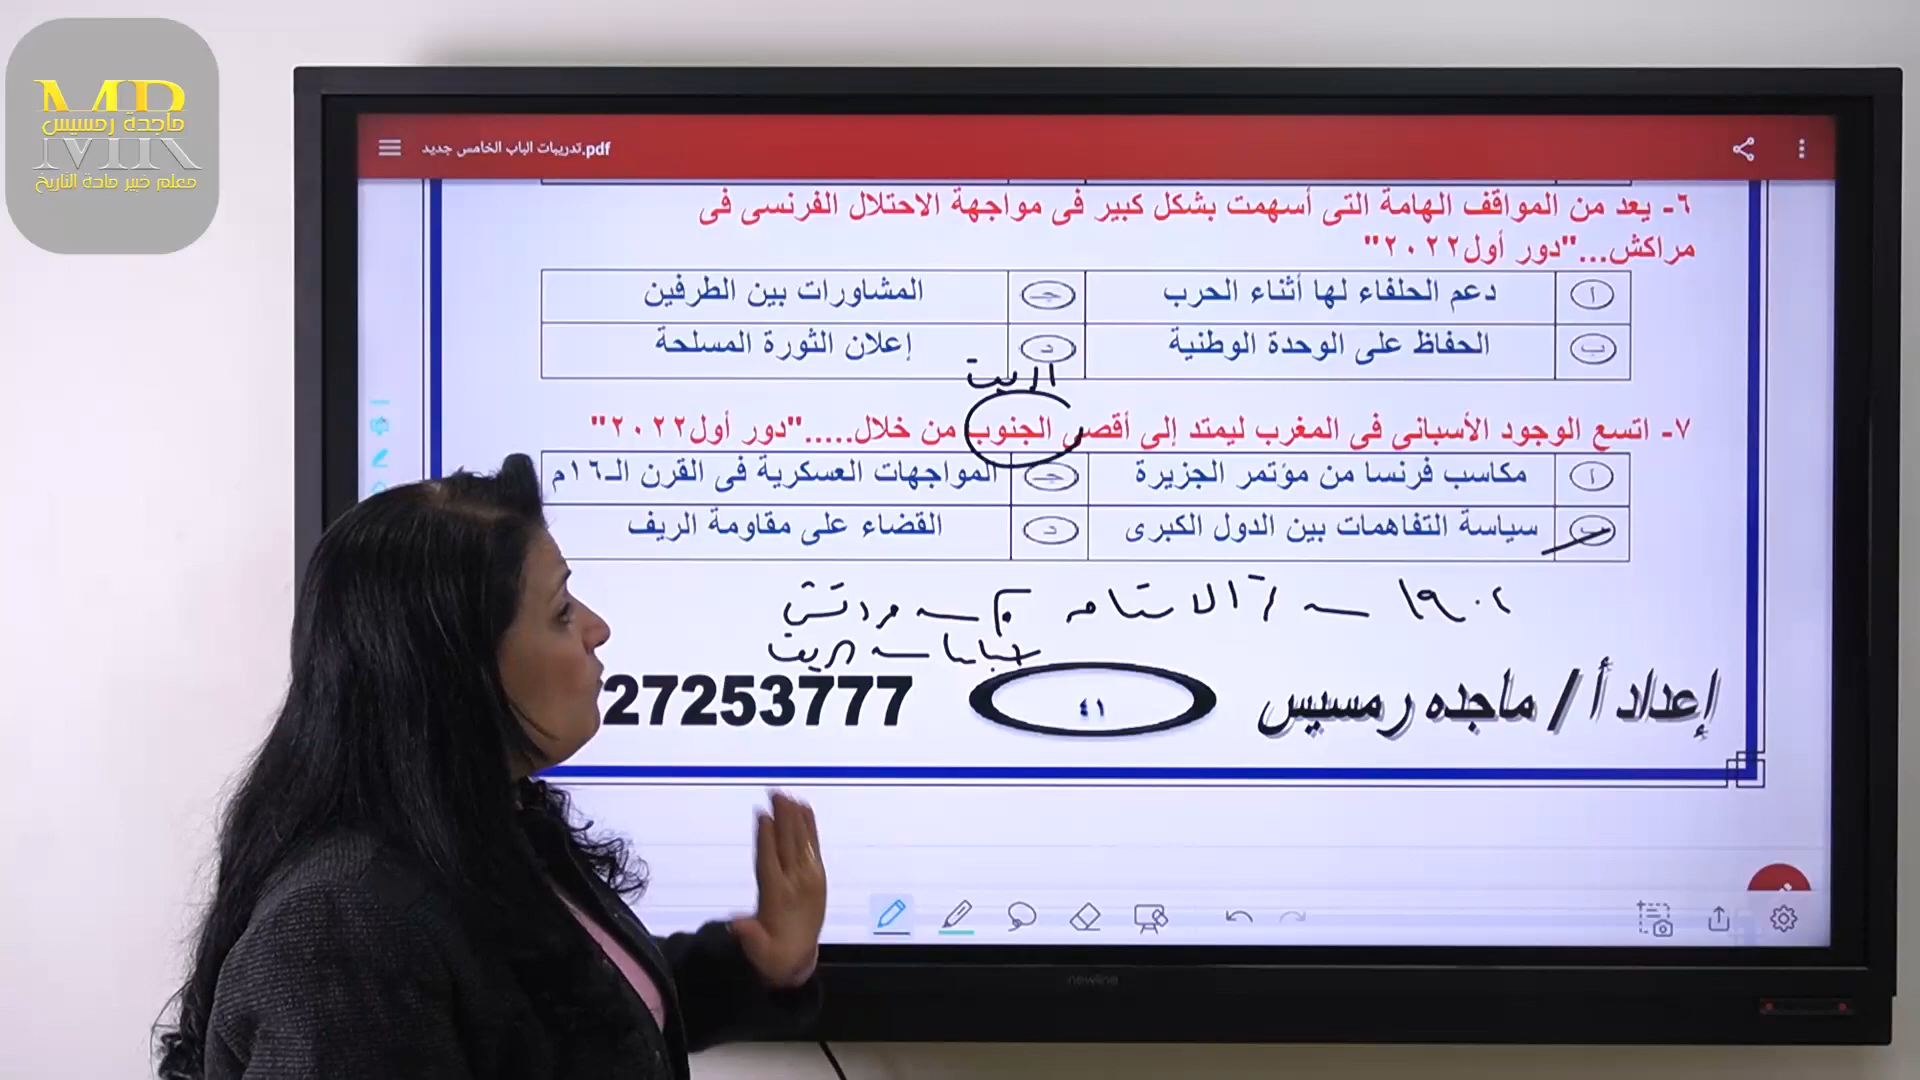 MR
ماجدة رمسيس
معلم خبير مادة التاريخ
تدريبات الباب الخامس جديد.pdf
٦- يعد من المواقف الهامة التى أسهمت بشكل كبير فى مواجهة الاحتلال الفرنسى فى
مراكش..."دور أول٢٠٢٢"
أ دعم الحلفاء لها أثناء الحرب جـ المشاورات بين الطرفين
ب الحفاظ على الوحدة الوطنية د إعلان الثورة المسلحة
الريف
٧- اتسع الوجود الأسبانى فى المغرب ليمتد إلى أقصى الجنوب من خلال....."دور أول٢٠٢٢"
أ مكاسب فرنسا من مؤتمر الجزيرة جـ المواجهات العسكرية فى القرن الـ١٦م
ب سياسة التفاهمات بين الدول الكبرى د القضاء على مقاومة الريف
١٩٠٢
إعداد أ / ماجده رمسيس
٤١
27253777
newline